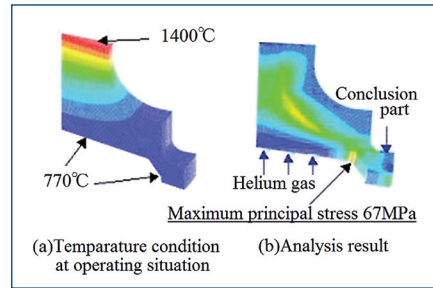 1400℃
Conclusion
part
770℃
Helium gas
Maximum principal stress 67MPa
(a)Temparature condition
at operating situation
(b)Analysis result